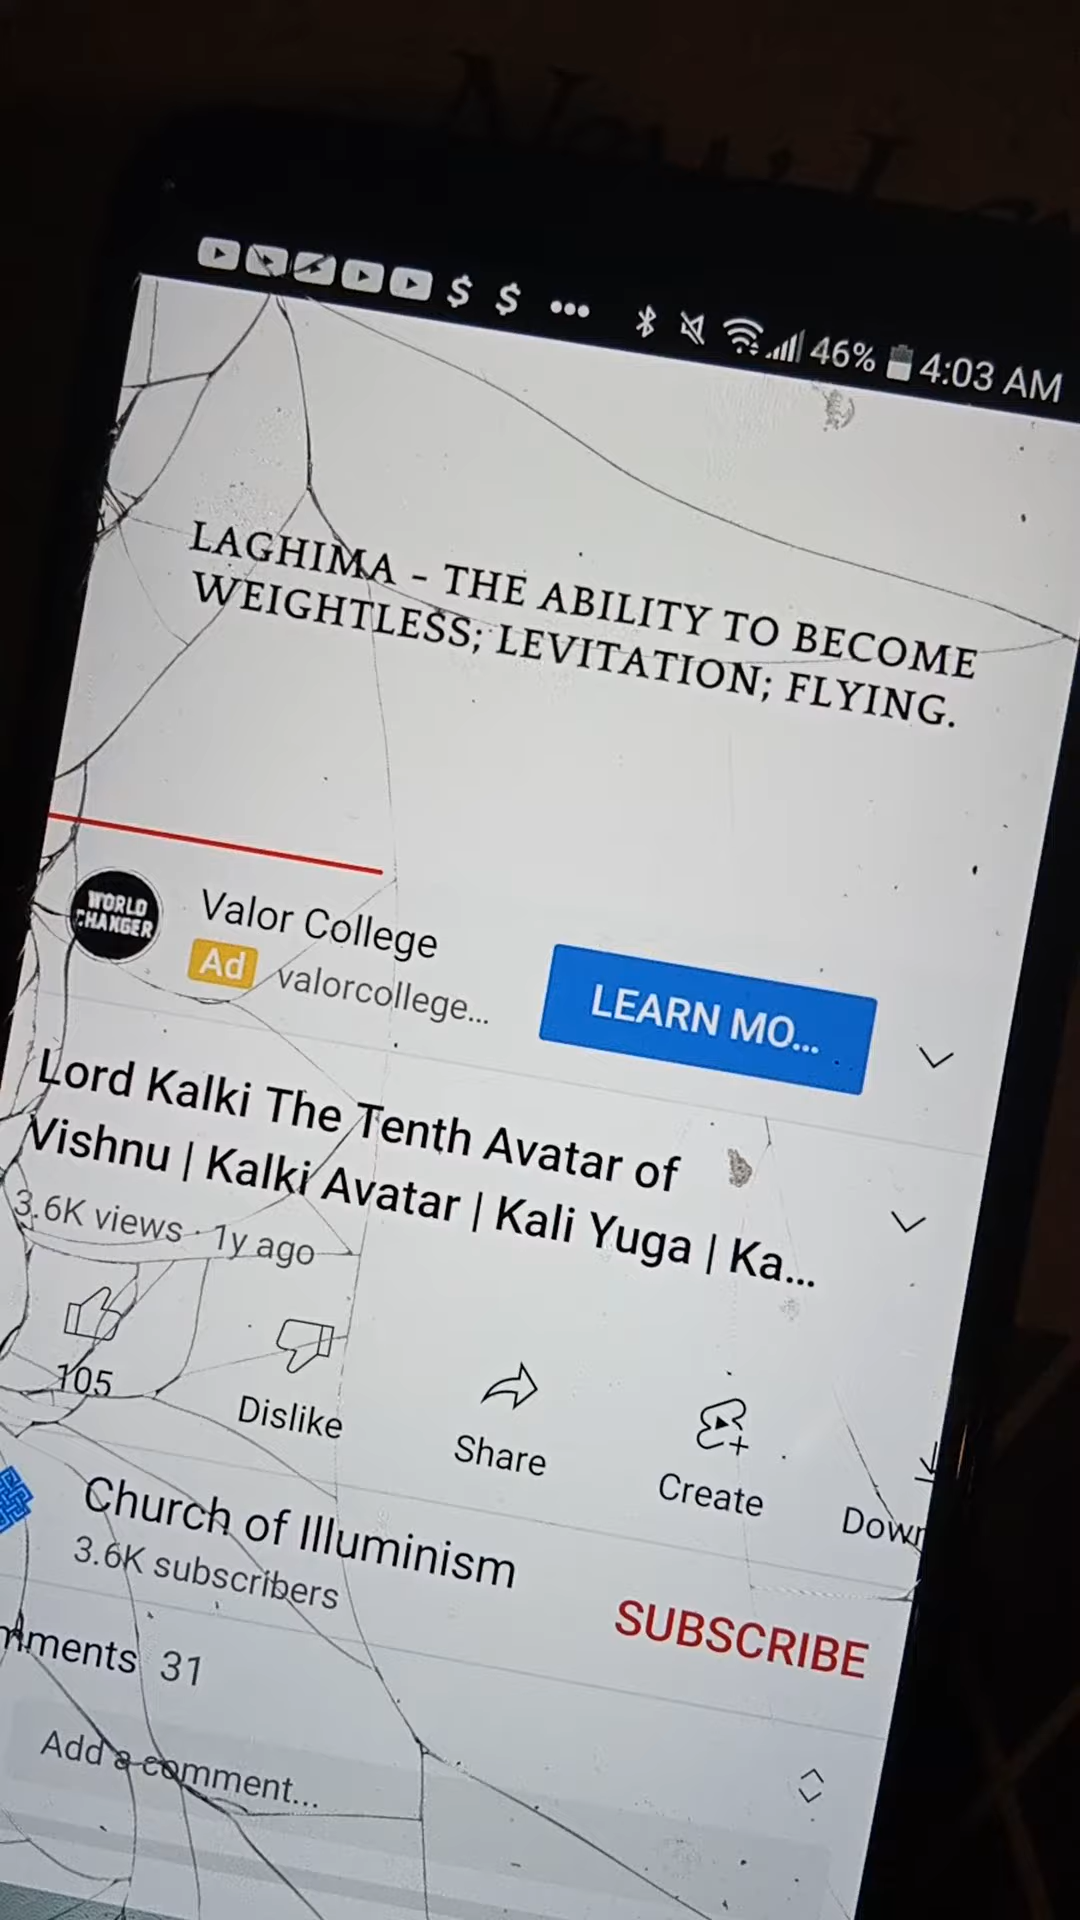 46% 4:03 AM
LAGHIMA - THE ABILITY TO BECOME
WEIGHTLESS; LEVITATION; FLYING.
WORLD
CHANGER
Valor College
Ad valorcollege...
LEARN MO...
Lord Kalki The Tenth Avatar of
Vishnu | Kalki Avatar | Kali Yuga | Ka...
3.6K views · 1y ago
105
Dislike
Share
Create
Down
Church of Illuminism
3.6K subscribers
SUBSCRIBE
mments 31
Add a comment...